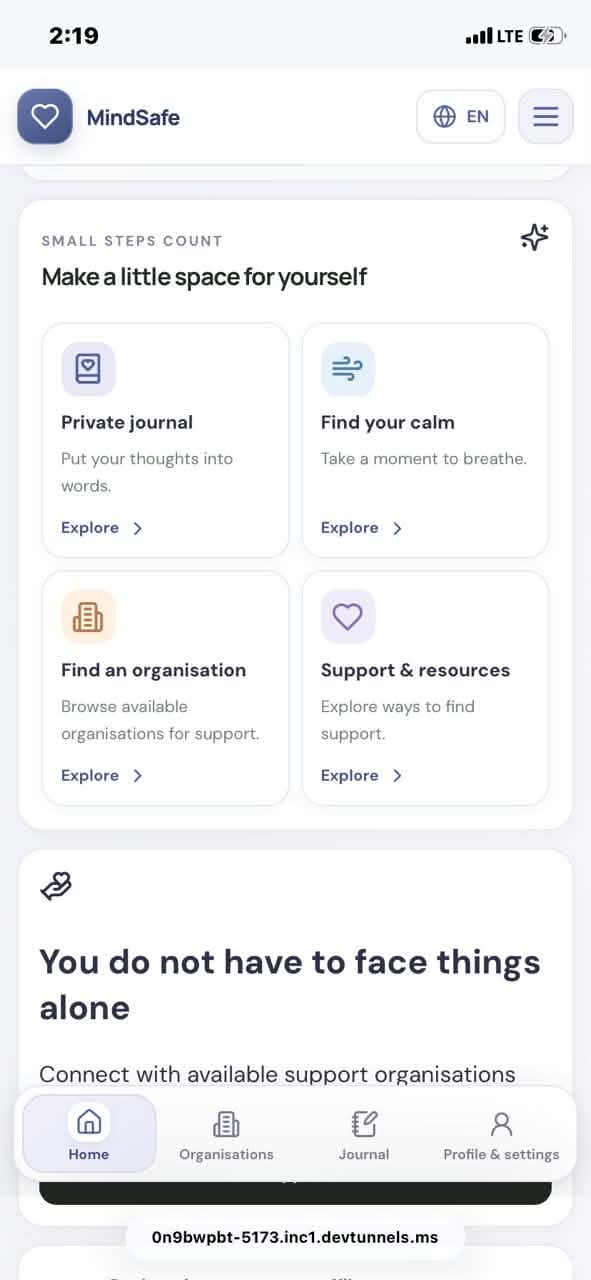 2:19
LTE
MindSafe
EN
SMALL STEPS COUNT
Make a little space for yourself
Private journal
Put your thoughts into
words.
Explore
Find your calm
Take a moment to breathe.
Explore
Find an organisation
Browse available
organisations for support.
Explore
Support & resources
Explore ways to find
support.
Explore
You do not have to face things
alone
Connect with available support organisations
Home
Organisations
Journal
Profile & settings
0n9bwpbt-5173.inc1.devtunnels.ms